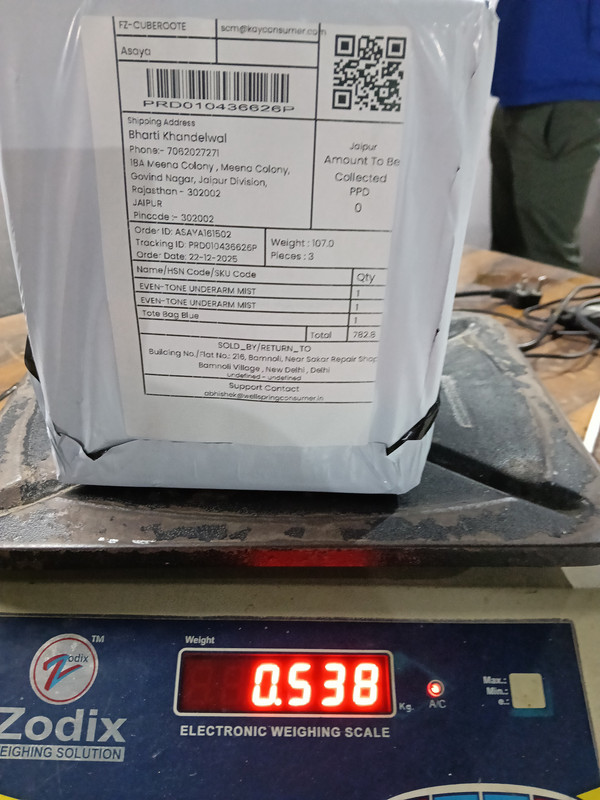 FZ-CUBEROOTE
scm@kayconsumer.com
Asaya
PRD010436626P
Shipping Address
Bharti Khandelwal
Phone:- 7062027271
18A Meena Colony , Meena Colony,
Govind Nagar, Jaipur Division,
Rajasthan - 302002
JAIPUR
Pincode :- 302002
Jaipur
Amount To Be
Collected
PPD
0
Order ID: ASAYA161502
Tracking ID: PRD010436626P
Order Date: 22-12-2025
Weight : 107.0
Pieces : 3
Name/HSN Code/SKU Code Qty
EVEN-TONE UNDERARM MIST 1
EVEN-TONE UNDERARM MIST 1
Tote Bag Blue 1
Total 782.8
SOLD_BY/RETURN_TO
Building No./Flat No.: 216, Bamnoli, Near Sakar Repair Shop
Bamnoli Village , New Delhi , Delhi
undefined - undefined
Support Contact
abhishek@wellspringconsumer.in
Zodix TM
Zodix
WEIGHING SOLUTION
Weight
0.538
Kg.
A/C
Max.:
Min.:
e.:
ELECTRONIC WEIGHING SCALE